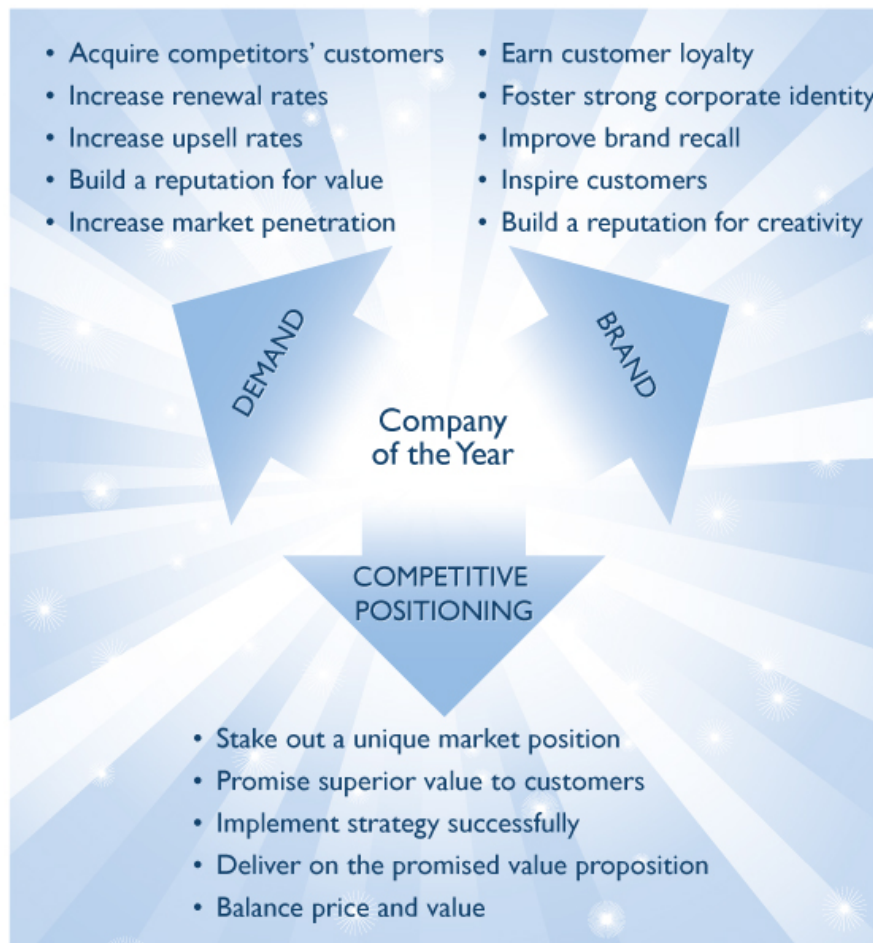 • Acquire competitors’ customers
• Increase renewal rates
• Increase upsell rates
• Build a reputation for value
• Increase market penetration
• Earn customer loyalty
• Foster strong corporate identity
• Improve brand recall
• Inspire customers
• Build a reputation for creativity
DEMAND
BRAND
Company
of the Year
COMPETITIVE
POSITIONING
• Stake out a unique market position
• Promise superior value to customers
• Implement strategy successfully
• Deliver on the promised value proposition
• Balance price and value